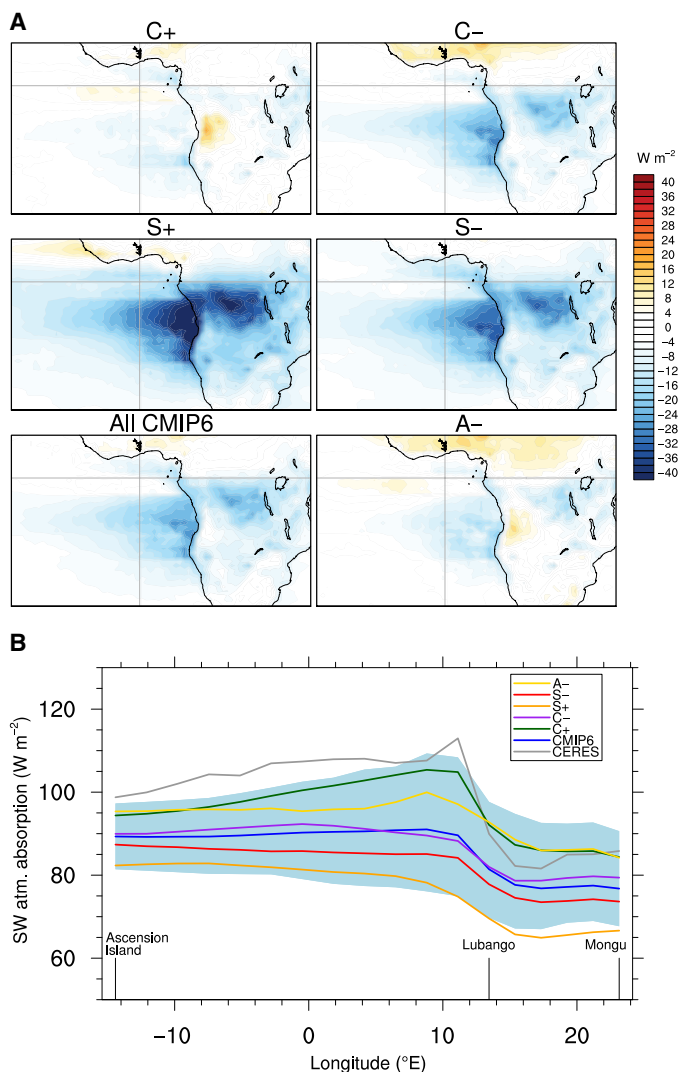 A
C+
C−
W m−2
S+
S−
40
36
32
28
24
20
16
12
8
4
0
−4
−8
−12
−16
−20
−24
−28
−32
−36
−40
All CMIP6
A−
B
SW atm. absorption (W m−2)
120
100
80
60
A−
S−
S+
C−
C+
CMIP6
CERES
Ascension
Island
Lubango
Mongu
−10
0
10
20
Longitude (°E)